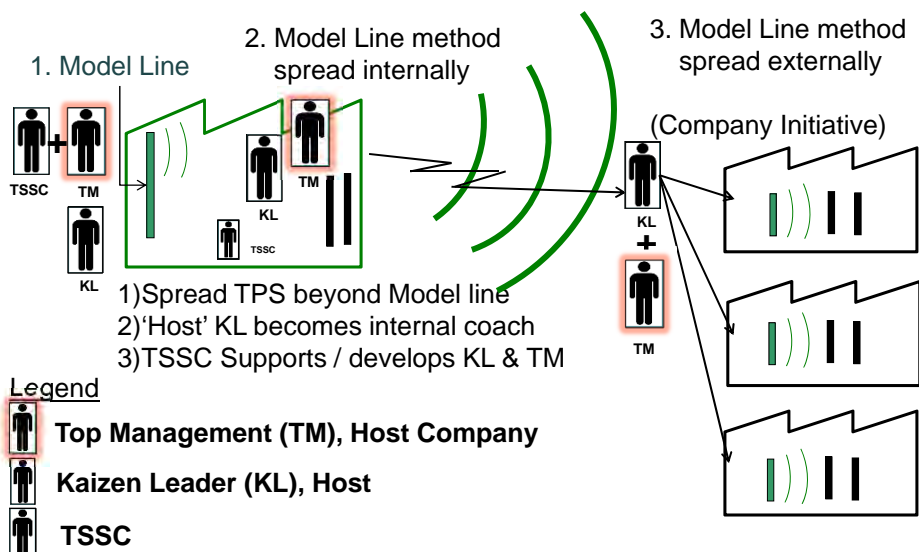 1. Model Line
2. Model Line method
spread internally
3. Model Line method
spread externally
(Company Initiative)
+
TSSC
TM
KL
KL
TM
TSSC
KL
+
TM
1)Spread TPS beyond Model line
2)‘Host’ KL becomes internal coach
3)TSSC Supports / develops KL & TM
Legend
Top Management (TM), Host Company
Kaizen Leader (KL), Host
TSSC